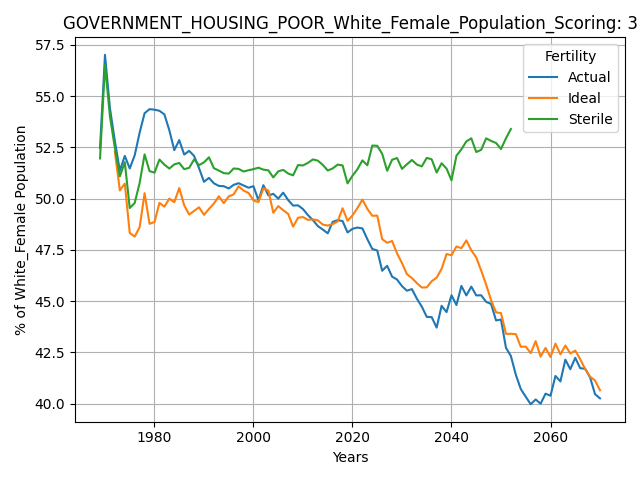 GOVERNMENT_HOUSING_POOR_White_Female_Population_Scoring: 3
57.5
55.0
52.5
50.0
47.5
45.0
42.5
40.0
% of White_Female Population
Fertility
Actual
Ideal
Sterile
1980
2000
2020
2040
2060
Years